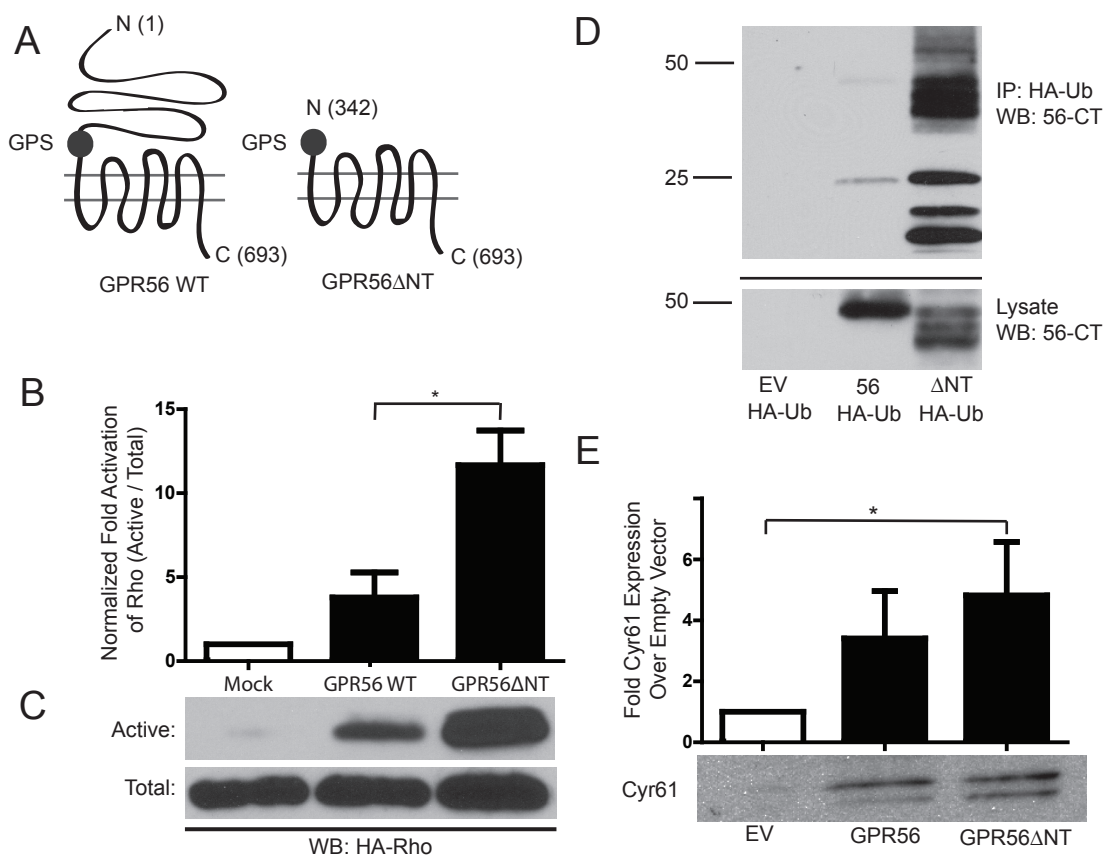 A
N (1)
GPS
C (693)
GPR56 WT
N (342)
GPS
C (693)
GPR56ΔNT
B
Normalized Fold Activation
of Rho (Active / Total)
15
10
5
0
*
Mock
GPR56 WT
GPR56ΔNT
C
Active:
Total:
WB: HA-Rho
D
50
25
IP: HA-Ub
WB: 56-CT
50
Lysate
WB: 56-CT
EV
HA-Ub
56
HA-Ub
ΔNT
HA-Ub
E
Fold Cyr61 Expression
Over Empty Vector
6
4
2
0
*
Cyr61
EV
GPR56
GPR56ΔNT